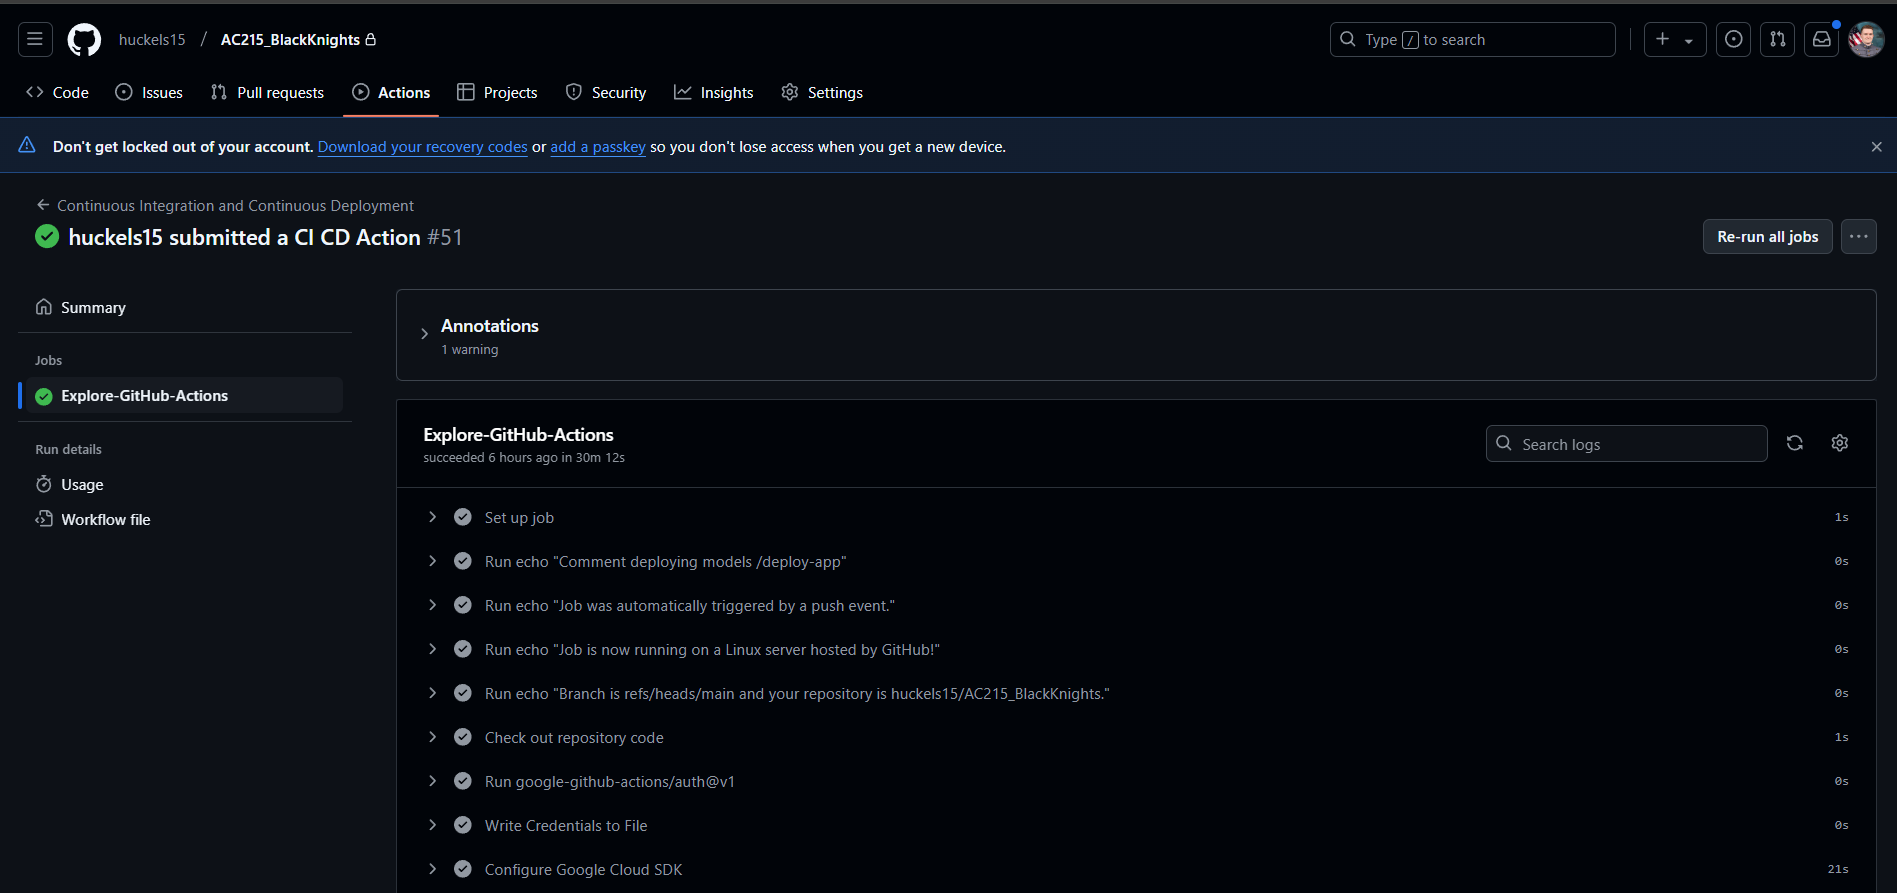 huckels15 / AC215_BlackKnights
Type / to search
Code Issues Pull requests Actions Projects Security Insights Settings
Don't get locked out of your account. Download your recovery codes or add a passkey so you don't lose access when you get a new device.
Continuous Integration and Continuous Deployment
huckels15 submitted a CI CD Action #51
Re-run all jobs
Summary
Jobs
Explore-GitHub-Actions
Run details
Usage
Workflow file
Annotations
1 warning
Explore-GitHub-Actions
succeeded 6 hours ago in 30m 12s
Search logs
Set up job 1s
Run echo "Comment deploying models /deploy-app" 0s
Run echo "Job was automatically triggered by a push event." 0s
Run echo "Job is now running on a Linux server hosted by GitHub!" 0s
Run echo "Branch is refs/heads/main and your repository is huckels15/AC215_BlackKnights." 0s
Check out repository code 1s
Run google-github-actions/auth@v1 0s
Write Credentials to File 0s
Configure Google Cloud SDK 21s